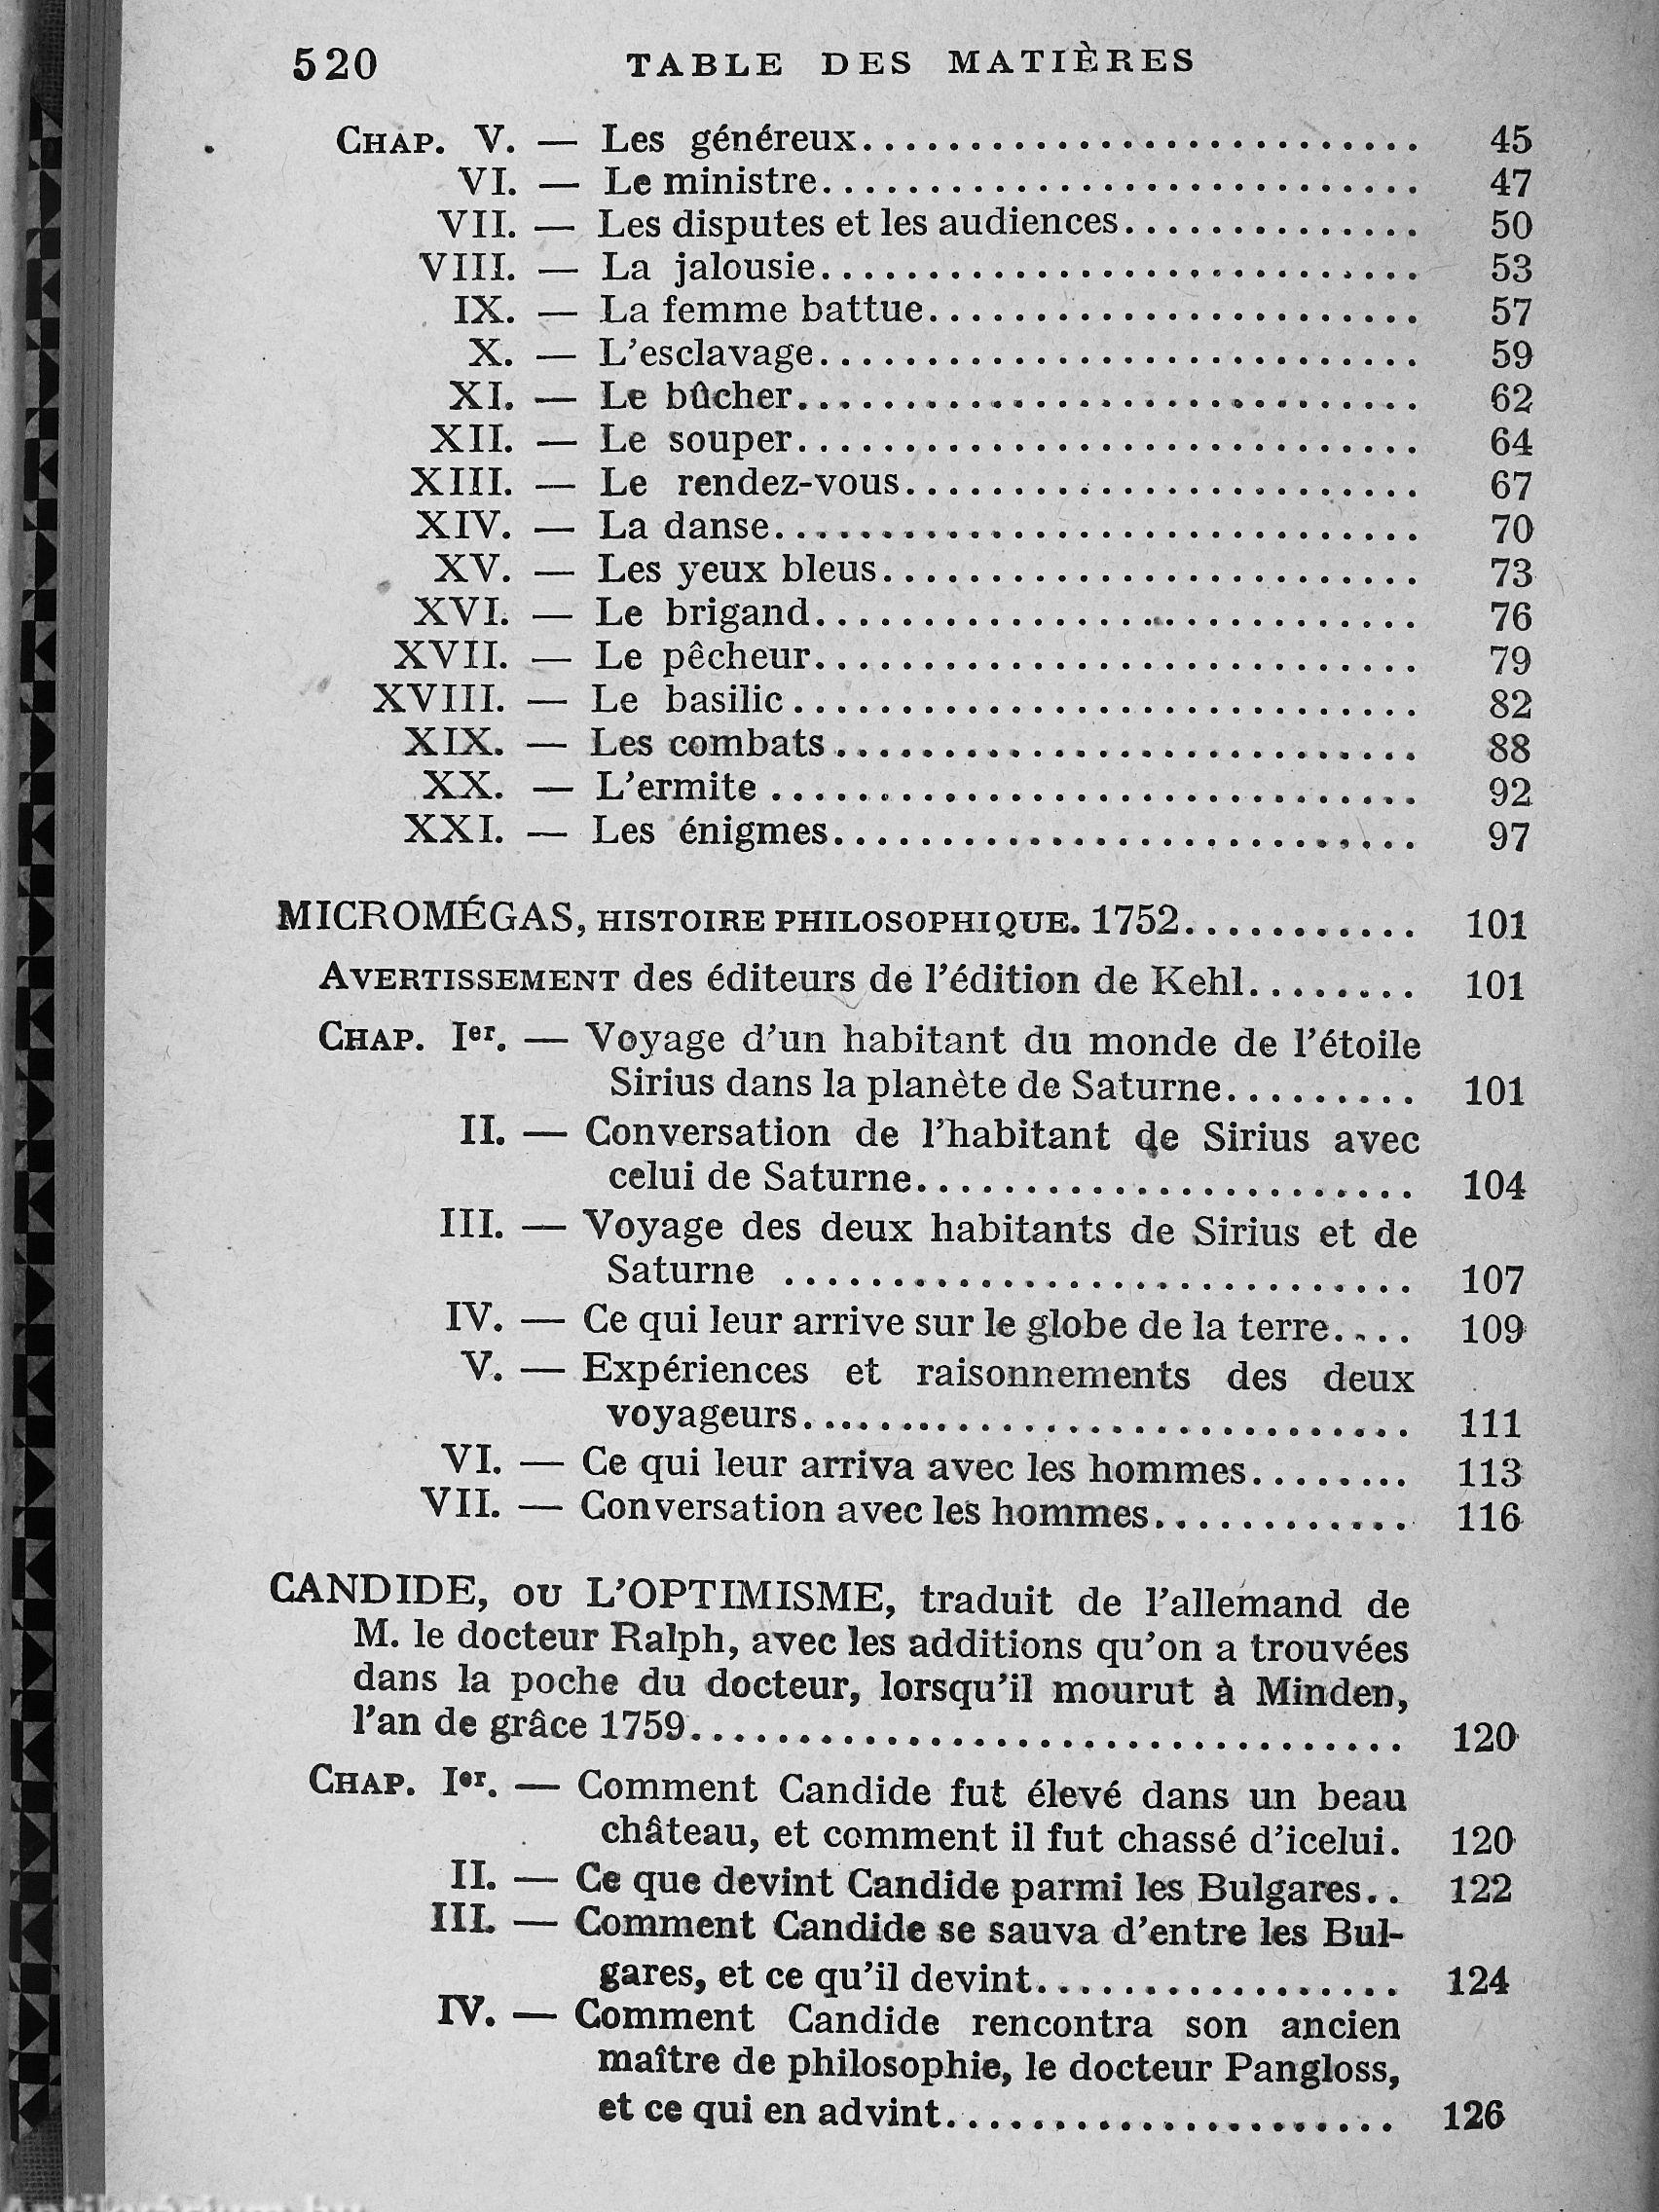 520 TABLE DES MATIÈRES
CHAP. V. — Les généreux........................... 45
VI. — Le ministre............................ 47
VII. — Les disputes et les audiences.............. 50
VIII. — La jalousie............................ 53
IX. — La femme battue....................... 57
X. — L'esclavage............................ 59
XI. — Le bûcher............................. 62
XII. — Le souper............................. 64
XIII. — Le rendez-vous........................ 67
XIV. — La danse.............................. 70
XV. — Les yeux bleus......................... 73
XVI. — Le brigand............................ 76
XVII. — Le pêcheur............................ 79
XVIII. — Le basilic............................. 82
XIX. — Les combats........................... 88
XX. — L'ermite .............................. 92
XXI. — Les énigmes........................... 97
MICROMÉGAS, HISTOIRE PHILOSOPHIQUE. 1752........... 101
AVERTISSEMENT des éditeurs de l'édition de Kehl........ 101
CHAP. Ier. — Voyage d'un habitant du monde de l'étoile
Sirius dans la planète de Saturne......... 101
II. — Conversation de l'habitant de Sirius avec
celui de Saturne....................... 104
III. — Voyage des deux habitants de Sirius et de
Saturne ............................. 107
IV. — Ce qui leur arrive sur le globe de la terre.... 109
V. — Expériences et raisonnements des deux
voyageurs............................ 111
VI. — Ce qui leur arriva avec les hommes........ 113
VII. — Conversation avec les hommes............ 116
CANDIDE, OU L'OPTIMISME, traduit de l'allemand de
M. le docteur Ralph, avec les additions qu'on a trouvées
dans la poche du docteur, lorsqu'il mourut à Minden,
l'an de grâce 1759................................. 120
CHAP. Ier. — Comment Candide fut élevé dans un beau
château, et comment il fut chassé d'icelui. 120
II. — Ce que devint Candide parmi les Bulgares.. 122
III. — Comment Candide se sauva d'entre les Bul-
gares, et ce qu'il devint................. 124
IV. — Comment Candide rencontra son ancien
maître de philosophie, le docteur Pangloss,
et ce qui en advint..................... 126